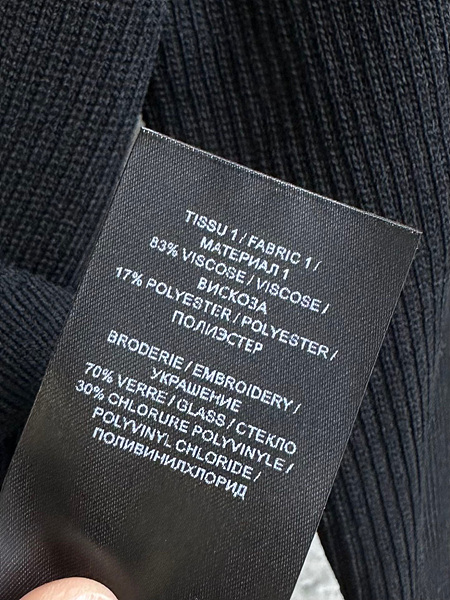 TISSU 1 / FABRIC 1 /
МАТЕРИАЛ 1
83% VISCOSE / VISCOSE /
ВИСКОЗА
17% POLYESTER / POLYESTER /
ПОЛИЭСТЕР
BRODERIE / EMBROIDERY /
УКРАШЕНИЕ
70% VERRE / GLASS / СТЕКЛО
30% CHLORURE POLYVINYLE /
POLYVINYL CHLORIDE /
ПОЛИВИНИЛХЛОРИД